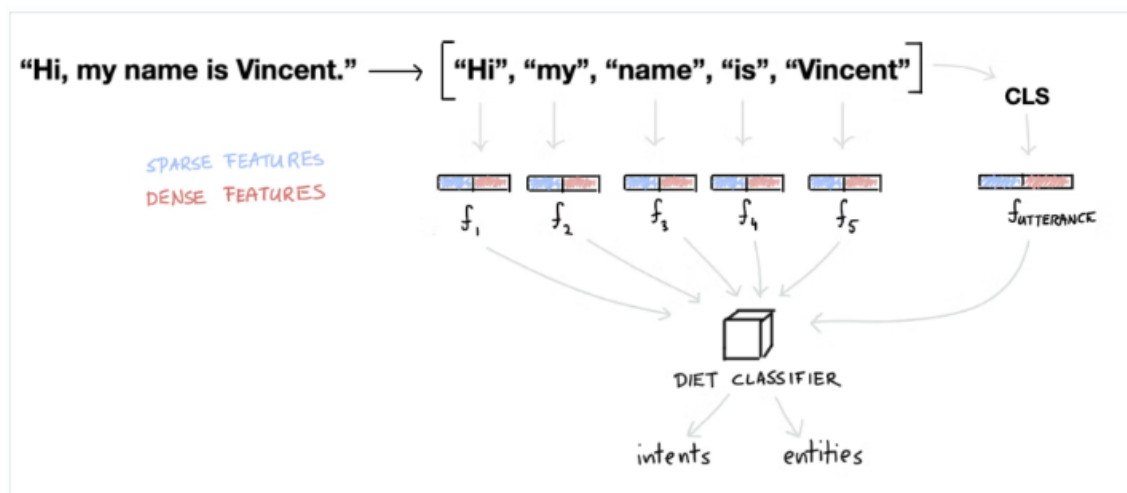 “Hi, my name is Vincent.” → [“Hi”, “my”, “name”, “is”, “Vincent”]
CLS
SPARSE FEATURES
DENSE FEATURES
f₁ f₂ f₃ f₄ f₅ fUTTERANCE
DIET CLASSIFIER
intents entities